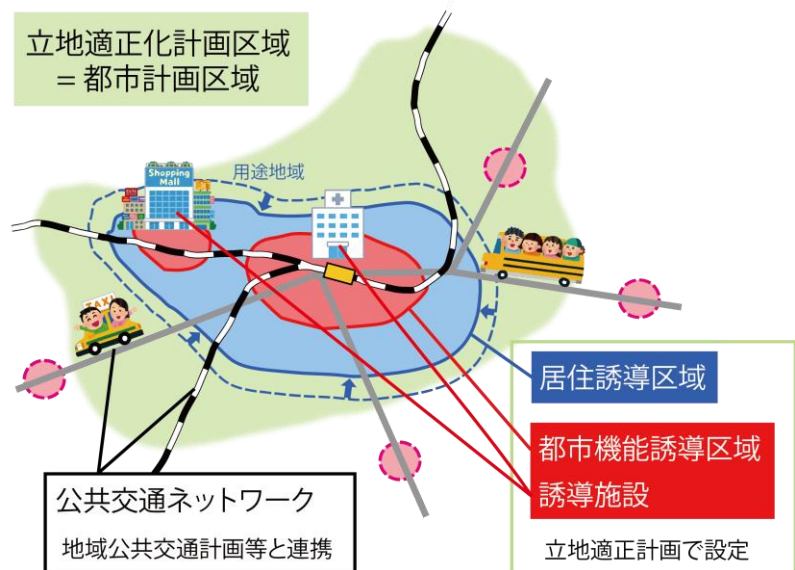 立地適正化計画区域
= 都市計画区域
Shopping
Mall
用途地域
TAXI
居住誘導区域
都市機能誘導区域
誘導施設
立地適正計画で設定
公共交通ネットワーク
地域公共交通計画等と連携